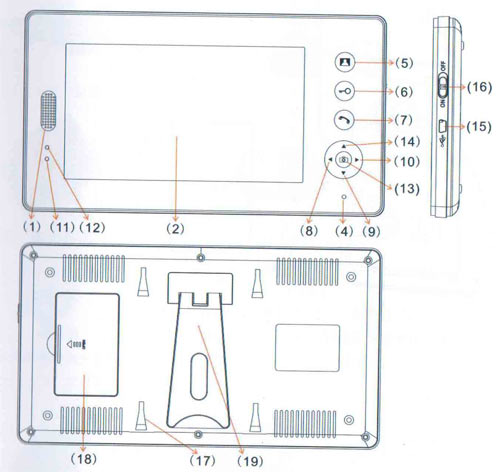 (5)
OFF
(6)
(16)
ON
(7)
(15)
(14)
(10)
(13)
(1) (11) (12) (2) (8) (4) (9)
(18) (17) (19)